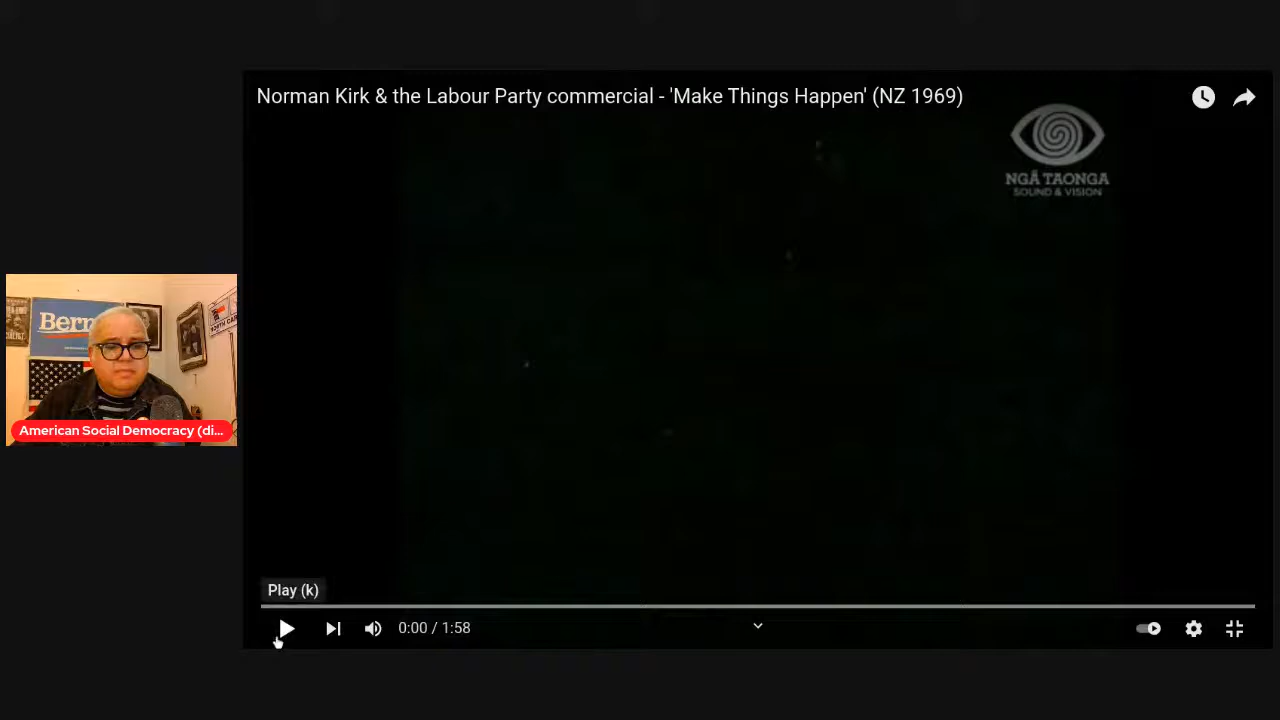 Norman Kirk & the Labour Party commercial - 'Make Things Happen' (NZ 1969)
NGĀ TAONGA
SOUND & VISION
Bern
American Social Democracy (di...
Play (k)
0:00 / 1:58